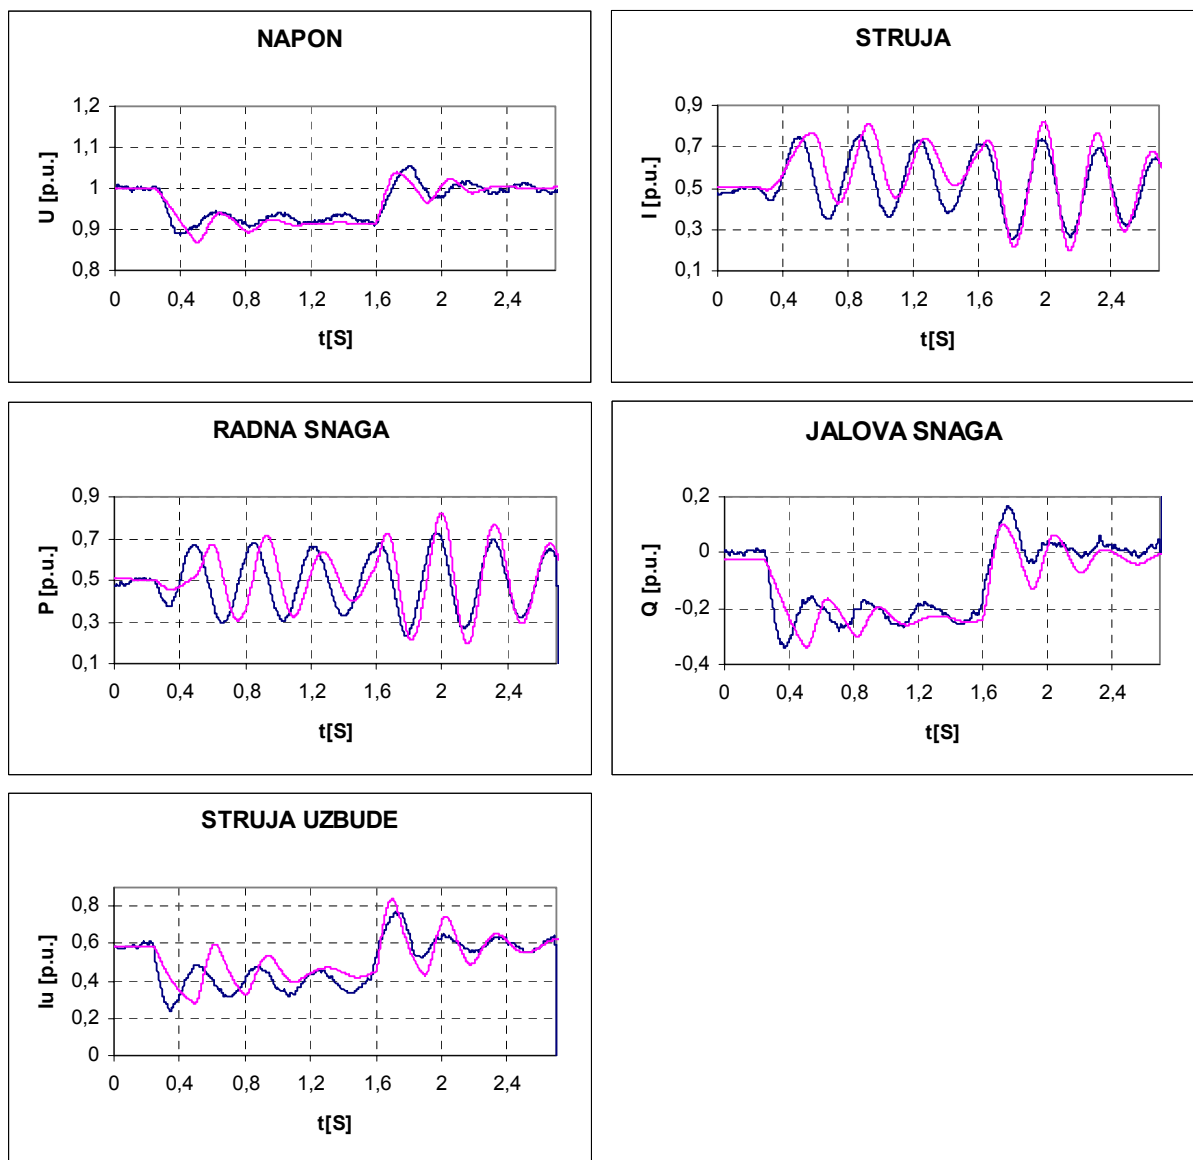 NAPON
1,2
1,1
1
0,9
0,8
U [p.u.]
0 0,4 0,8 1,2 1,6 2 2,4
t[S]
STRUJA
0,9
0,7
0,5
0,3
0,1
I [p.u.]
0 0,4 0,8 1,2 1,6 2 2,4
t[S]
RADNA SNAGA
0,9
0,7
0,5
0,3
0,1
P [p.u.]
0 0,4 0,8 1,2 1,6 2 2,4
t[S]
JALOVA SNAGA
0,2
0
-0,2
-0,4
Q [p.u.]
0 0,4 0,8 1,2 1,6 2 2,4
t[S]
STRUJA UZBUDE
0,8
0,6
0,4
0,2
0
Iu [p.u.]
0 0,4 0,8 1,2 1,6 2 2,4
t[S]